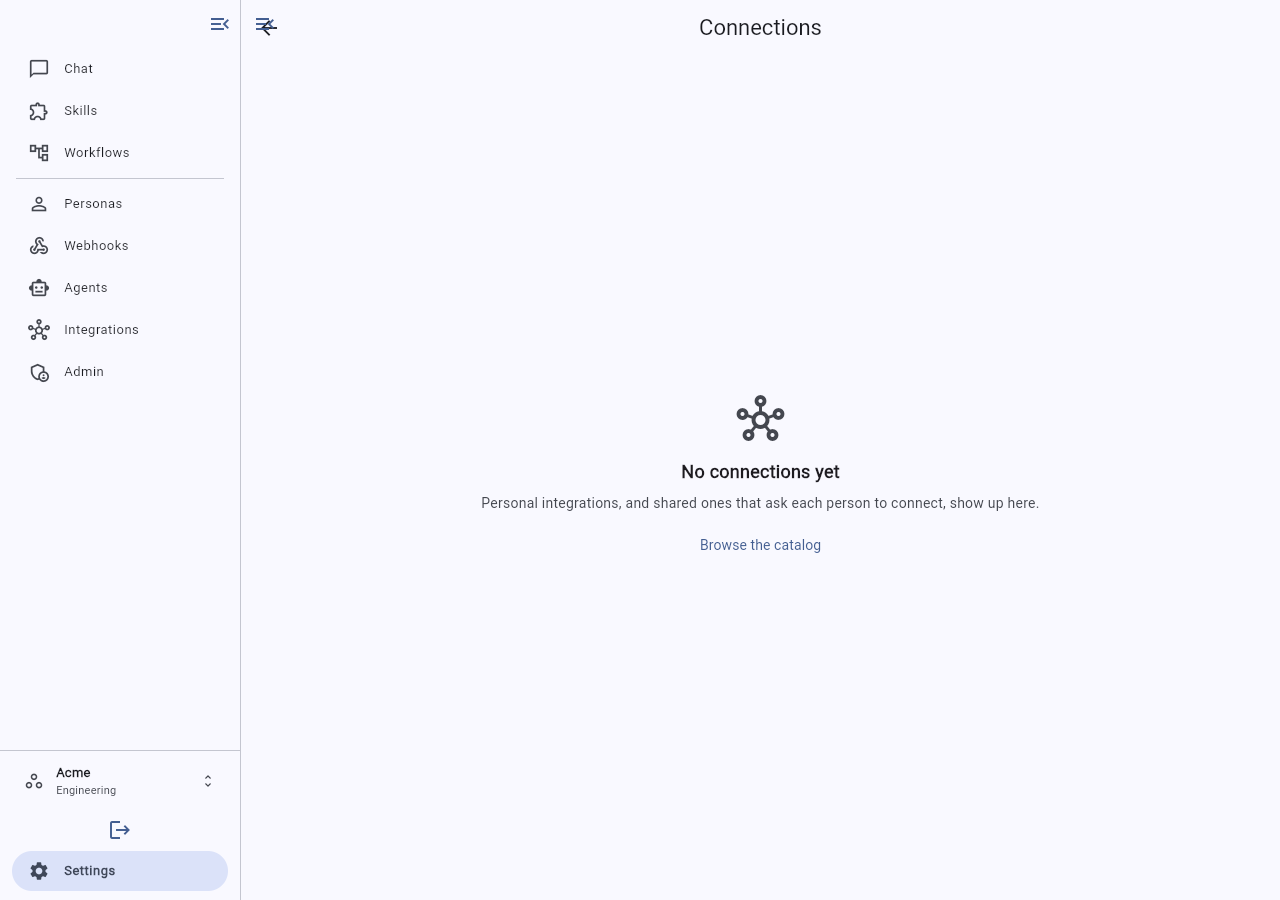 Chat
Skills
Workflows
Personas
Webhooks
Agents
Integrations
Admin
Acme
Engineering
Settings
Connections
No connections yet
Personal integrations, and shared ones that ask each person to connect, show up here.
Browse the catalog